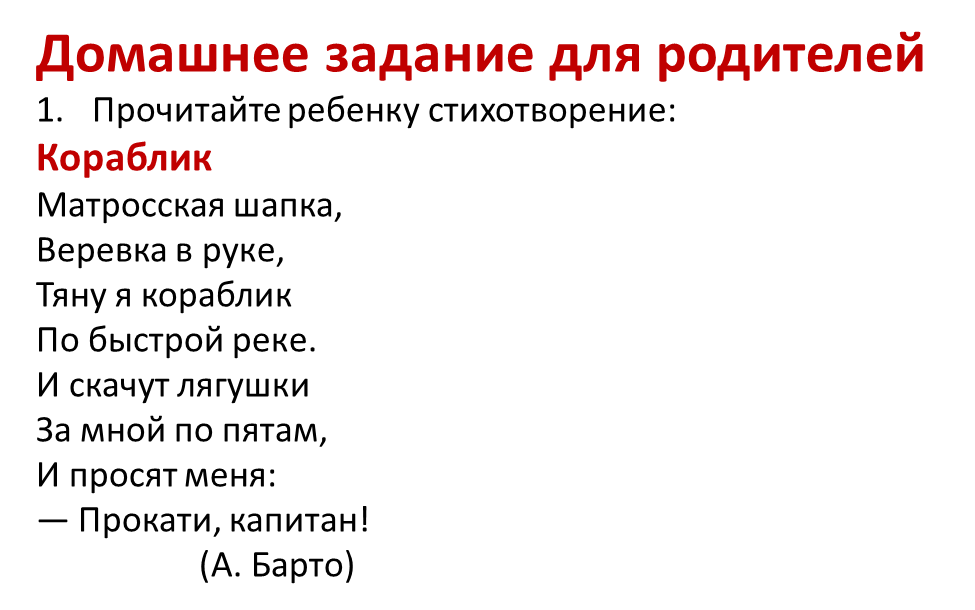 Домашнее задание для родителей
1. Прочитайте ребенку стихотворение:
Кораблик
Матросская шапка,
Веревка в руке,
Тяну я кораблик
По быстрой реке.
И скачут лягушки
За мной по пятам,
И просят меня:
— Прокати, капитан!
(А. Барто)